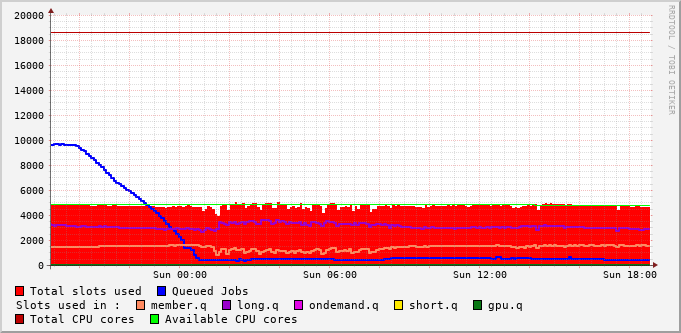 20000
18000
16000
14000
12000
10000
8000
6000
4000
2000
0
Sun 00:00 Sun 06:00 Sun 12:00 Sun 18:00
Total slots used Queued Jobs
Slots used in : member.q long.q ondemand.q short.q gpu.q
Total CPU cores Available CPU cores
RRDTOOL / TOBI OETIKER